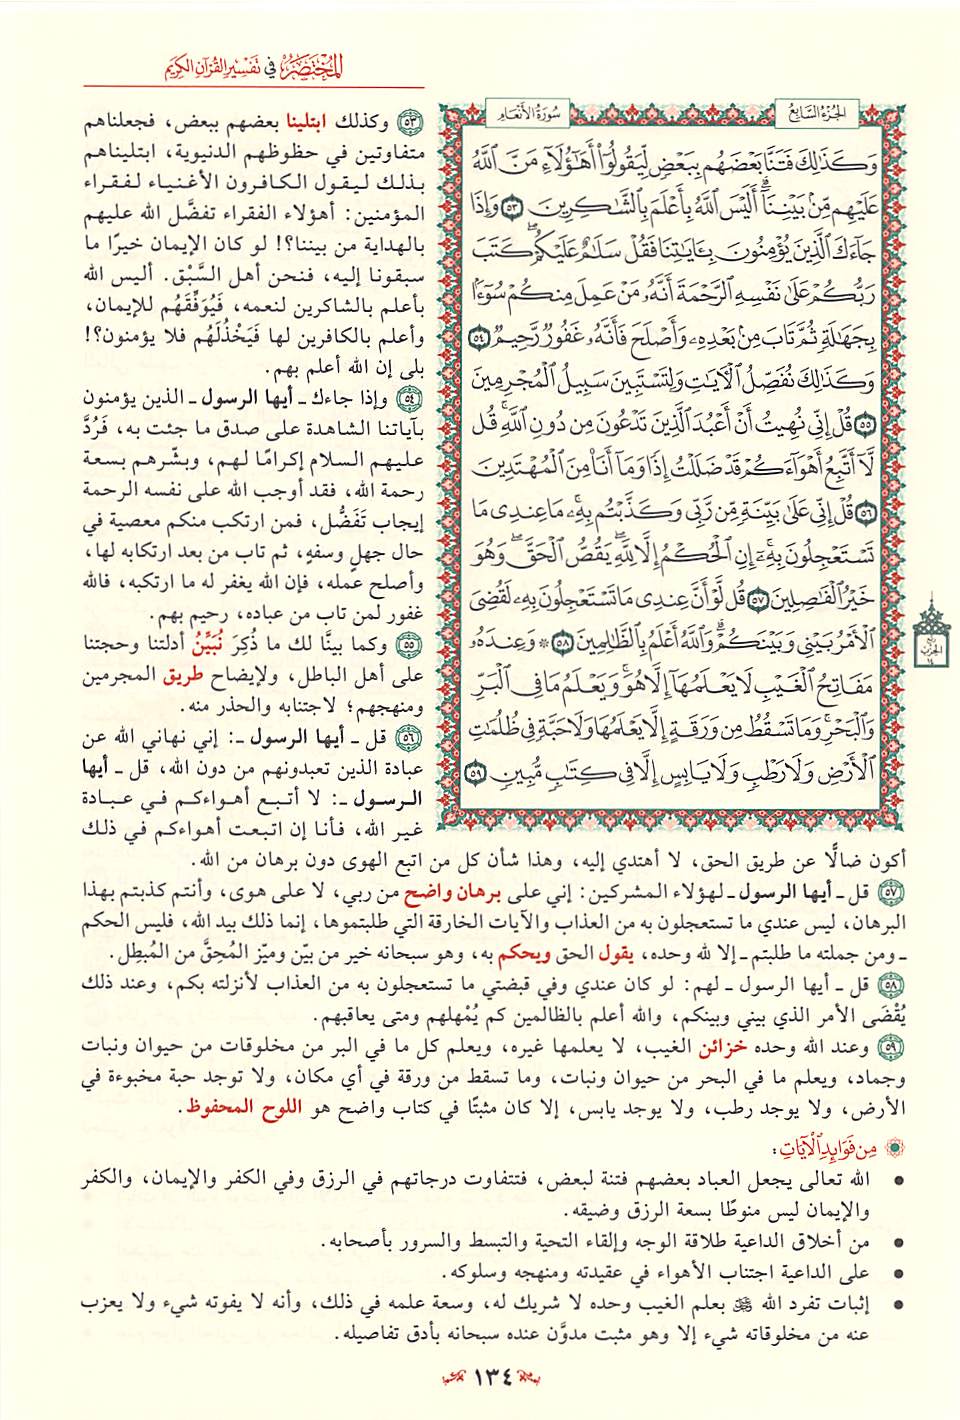 المختصر في تفسير القرآن الكريم
الجزء السابع
سورة الأنعام
وَكَذَٰلِكَ فَتَنَّا بَعْضَهُم بِبَعْضٍ لِّيَقُولُوٓا۟ أَهَٰٓؤُلَآءِ مَنَّ ٱللَّهُ
عَلَيْهِم مِّنۢ بَيْنِنَآ ۗ أَلَيْسَ ٱللَّهُ بِأَعْلَمَ بِٱلشَّٰكِرِينَ ٥٣ وَإِذَا
جَآءَكَ ٱلَّذِينَ يُؤْمِنُونَ بِـَٔايَٰتِنَا فَقُلْ سَلَٰمٌ عَلَيْكُمْ ۖ كَتَبَ
رَبُّكُمْ عَلَىٰ نَفْسِهِ ٱلرَّحْمَةَ ۖ أَنَّهُۥ مَنْ عَمِلَ مِنكُمْ سُوٓءًۢا
بِجَهَٰلَةٍ ثُمَّ تَابَ مِنۢ بَعْدِهِۦ وَأَصْلَحَ فَأَنَّهُۥ غَفُورٌ رَّحِيمٌ ٥٤
وَكَذَٰلِكَ نُفَصِّلُ ٱلْـَٔايَٰتِ وَلِتَسْتَبِينَ سَبِيلُ ٱلْمُجْرِمِينَ
٥٥ قُلْ إِنِّى نُهِيتُ أَنْ أَعْبُدَ ٱلَّذِينَ تَدْعُونَ مِن دُونِ ٱللَّهِ ۚ قُل
لَّآ أَتَّبِعُ أَهْوَآءَكُمْ ۙ قَدْ ضَلَلْتُ إِذًا وَمَآ أَنَا۠ مِنَ ٱلْمُهْتَدِينَ
٥٦ قُلْ إِنِّى عَلَىٰ بَيِّنَةٍ مِّن رَّبِّى وَكَذَّبْتُم بِهِۦ ۚ مَا عِندِى مَا
تَسْتَعْجِلُونَ بِهِۦٓ ۚ إِنِ ٱلْحُكْمُ إِلَّا لِلَّهِ ۖ يَقُصُّ ٱلْحَقَّ ۖ وَهُوَ
خَيْرُ ٱلْفَٰصِلِينَ ٥٧ قُل لَّوْ أَنَّ عِندِى مَا تَسْتَعْجِلُونَ بِهِۦ لَقُضِىَ
ٱلْأَمْرُ بَيْنِى وَبَيْنَكُمْ ۗ وَٱللَّهُ أَعْلَمُ بِٱلظَّٰلِمِينَ ٥٨ ۞ وَعِندَهُۥ
مَفَاتِحُ ٱلْغَيْبِ لَا يَعْلَمُهَآ إِلَّا هُوَ ۚ وَيَعْلَمُ مَا فِى ٱلْبَرِّ
وَٱلْبَحْرِ ۚ وَمَا تَسْقُطُ مِن وَرَقَةٍ إِلَّا يَعْلَمُهَا وَلَا حَبَّةٍ فِى ظُلُمَٰتِ
ٱلْأَرْضِ وَلَا رَطْبٍ وَلَا يَابِسٍ إِلَّا فِى كِتَٰبٍ مُّبِينٍ ٥٩
ربع
الحزب
١٤
٥٣ وكذلك ابتلينا بعضهم ببعض، فجعلناهم
متفاوتين في حظوظهم الدنيوية، ابتليناهم
بذلك ليقول الكافرون الأغنياء لفقراء
المؤمنين: أهؤلاء الفقراء تفضَّل الله عليهم
بالهداية من بيننا؟! لو كان الإيمان خيرًا ما
سبقونا إليه، فنحن أهل السَّبْق. أليس الله
بأعلم بالشاكرين لنعمه، فَيُوَفِّقَهُم للإيمان،
وأعلم بالكافرين لها فَيَخْذُلَهُم فلا يؤمنون؟!
بلى إن الله أعلم بهم.
٥٤ وإذا جاءك ـ أيها الرسول ـ الذين يؤمنون
بآياتنا الشاهدة على صدق ما جئت به، فَرُدَّ
عليهم السلام إكرامًا لهم، وبشّرهم بسعة
رحمة الله، فقد أوجب الله على نفسه الرحمة
إيجاب تَفَضُّل، فمن ارتكب منكم معصية في
حال جهلٍ وسفهٍ، ثم تاب من بعد ارتكابه لها،
وأصلح عمله، فإن الله يغفر له ما ارتكبه، فالله
غفور لمن تاب من عباده، رحيم بهم.
٥٥ وكما بينَّا لك ما ذُكِرَ نُبَيِّنُ أدلتنا وحجتنا
على أهل الباطل، ولإيضاح طريق المجرمين
ومنهجهم؛ لاجتنابه والحذر منه.
٥٦ قل ـ أيها الرسول ـ: إني نهاني الله عن
عبادة الذين تعبدونهم من دون الله، قل ـ أيها
الرسول ـ: لا أتبع أهواءكم في عبادة
غير الله، فأنا إن اتبعت أهواءكم في ذلك
أكون ضالًّا عن طريق الحق، لا أهتدي إليه، وهذا شأن كل من اتبع الهوى دون برهان من الله.
٥٧ قل ـ أيها الرسول ـ لهؤلاء المشركين: إني على برهان واضح من ربي، لا على هوى، وأنتم كذبتم بهذا
البرهان، ليس عندي ما تستعجلون به من العذاب والآيات الخارقة التي طلبتموها، إنما ذلك بيد الله، فليس الحكم
ـ ومن جملته ما طلبتم ـ إلا لله وحده، يقول الحق ويحكم به، وهو سبحانه خير من بيّن وميّز المُحِقَّ من المُبطِل.
٥٨ قل ـ أيها الرسول ـ لهم: لو كان عندي وفي قبضتي ما تستعجلون به من العذاب لأنزلته بكم، وعند ذلك
يُقْضَى الأمر الذي بيني وبينكم، والله أعلم بالظالمين كم يُمْهلهم ومتى يعاقبهم.
٥٩ وعند الله وحده خزائن الغيب، لا يعلمها غيره، ويعلم كل ما في البر من مخلوقات من حيوان ونبات
وجماد، ويعلم ما في البحر من حيوان ونبات، وما تسقط من ورقة في أي مكان، ولا توجد حبة مخبوءة في
الأرض، ولا يوجد رطب، ولا يوجد يابس، إلا كان مثبتًا في كتاب واضح هو اللوح المحفوظ.
مِن فَوَائِدِ الْآيَاتِ:
• الله تعالى يجعل العباد بعضهم فتنة لبعض، فتتفاوت درجاتهم في الرزق وفي الكفر والإيمان، والكفر
والإيمان ليس منوطًا بسعة الرزق وضيقه.
• من أخلاق الداعية طلاقة الوجه وإلقاء التحية والتبسط والسرور بأصحابه.
• على الداعية اجتناب الأهواء في عقيدته ومنهجه وسلوكه.
• إثبات تفرد الله ﷻ بعلم الغيب وحده لا شريك له، وسعة علمه في ذلك، وأنه لا يفوته شيء ولا يعزب
عنه من مخلوقاته شيء إلا وهو مثبت مدوَّن عنده سبحانه بأدق تفاصيله.
١٣٤